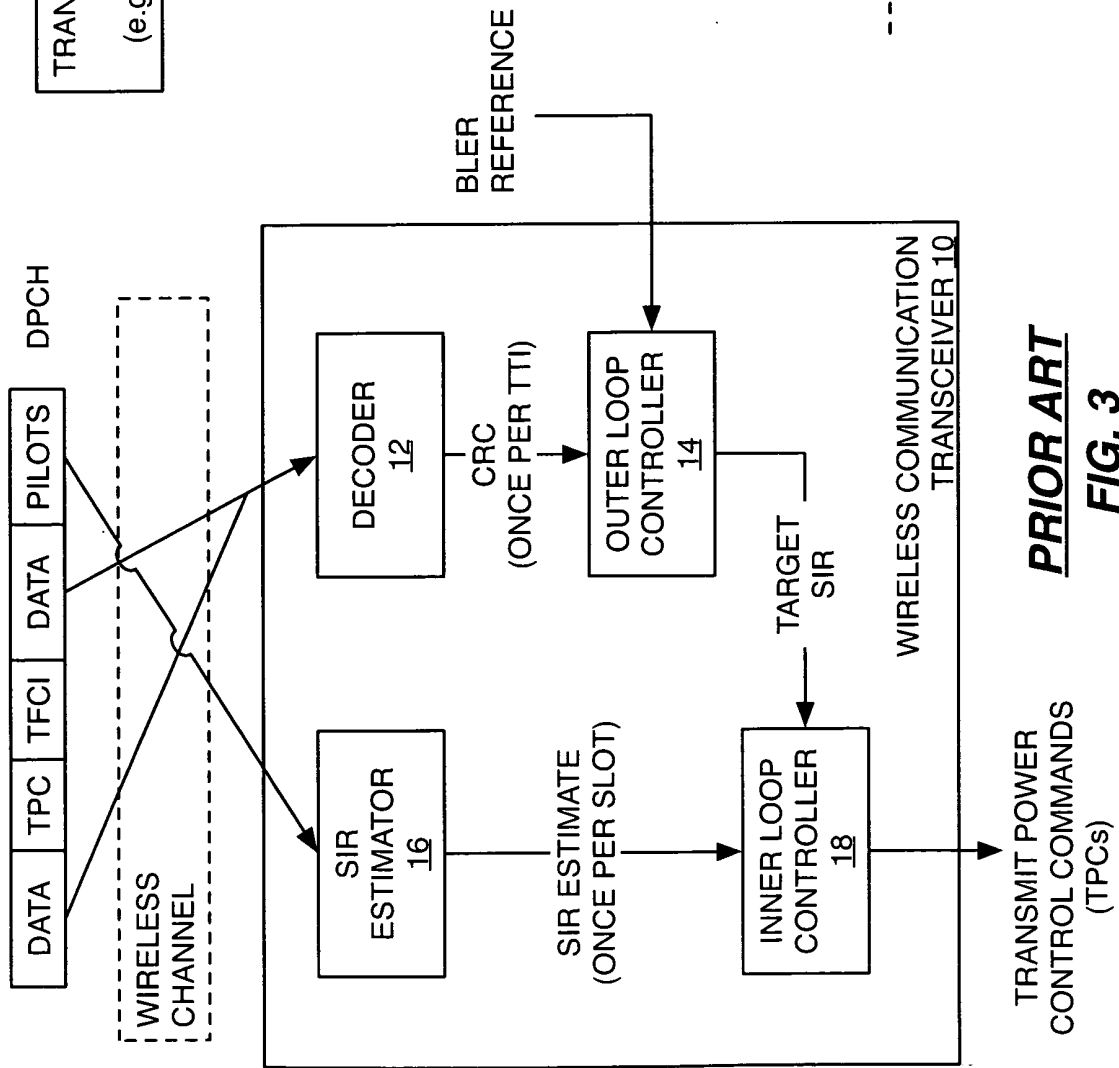 DATA TPC TFCI DATA PILOTS DPCH
WIRELESS
CHANNEL
SIR
ESTIMATOR
16
DECODER
12
SIR ESTIMATE
(ONCE PER SLOT)
CRC
(ONCE PER TTI)
BLER
REFERENCE
OUTER LOOP
CONTROLLER
14
TARGET
SIR
INNER LOOP
CONTROLLER
18
WIRELESS COMMUNICATION
TRANSCEIVER 10
TRANSMIT POWER
CONTROL COMMANDS
(TPCs)
PRIOR ART
FIG. 3
TRAN
(e.g